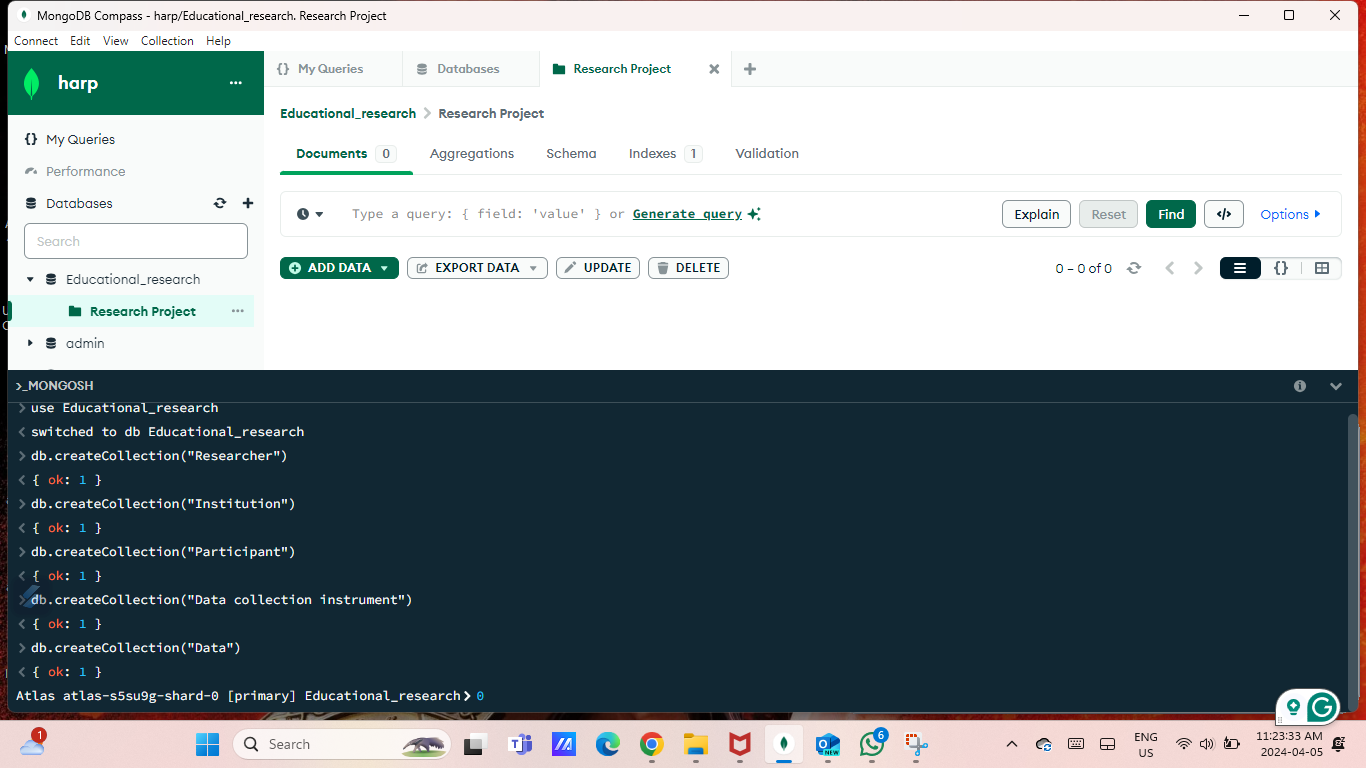 MongoDB Compass - harp/Educational_research. Research Project
Connect Edit View Collection Help
harp
My Queries
Databases
Research Project
Educational_research
Research Project
My Queries
Performance
Databases
Search
Educational_research
Research Project
admin
Documents 0
Aggregations
Schema
Indexes 1
Validation
Type a query: { field: 'value' } or Generate query
Explain
Reset
Find
</>
Options
ADD DATA
EXPORT DATA
UPDATE
DELETE
0 – 0 of 0
{}
>_MONGOSH
> use Educational_research
< switched to db Educational_research
> db.createCollection("Researcher")
< { ok: 1 }
> db.createCollection("Institution")
< { ok: 1 }
> db.createCollection("Participant")
< { ok: 1 }
> db.createCollection("Data collection instrument")
< { ok: 1 }
> db.createCollection("Data")
< { ok: 1 }
Atlas atlas-s5su9g-shard-0 [primary] Educational_research> 0
1
Search
NEW
6
ENG
US
11:23:33 AM
2024-04-05